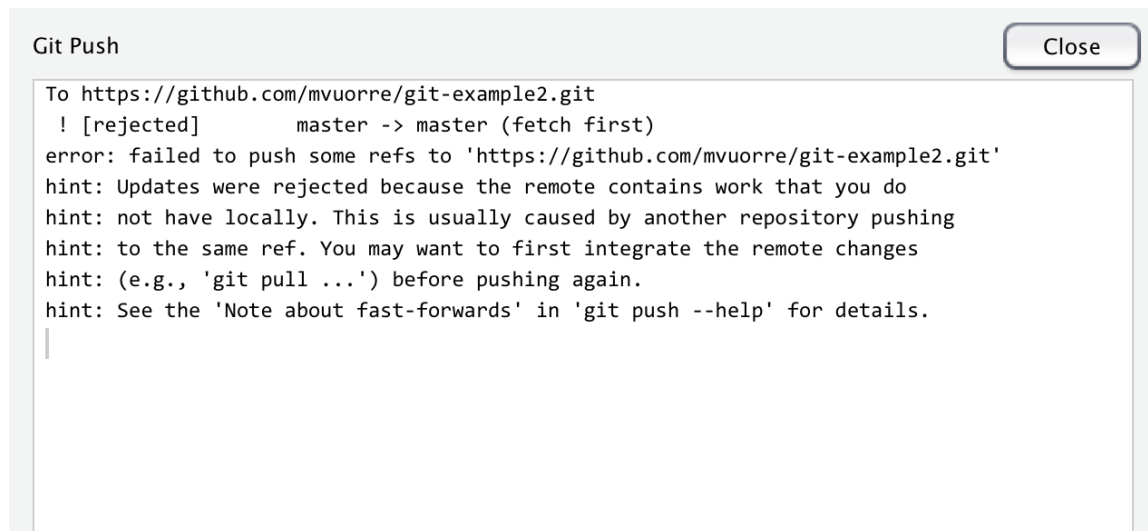 Git Push
Close
To https://github.com/mvuorre/git-example2.git
 ! [rejected]        master -> master (fetch first)
error: failed to push some refs to 'https://github.com/mvuorre/git-example2.git'
hint: Updates were rejected because the remote contains work that you do
hint: not have locally. This is usually caused by another repository pushing
hint: to the same ref. You may want to first integrate the remote changes
hint: (e.g., 'git pull ...') before pushing again.
hint: See the 'Note about fast-forwards' in 'git push --help' for details.